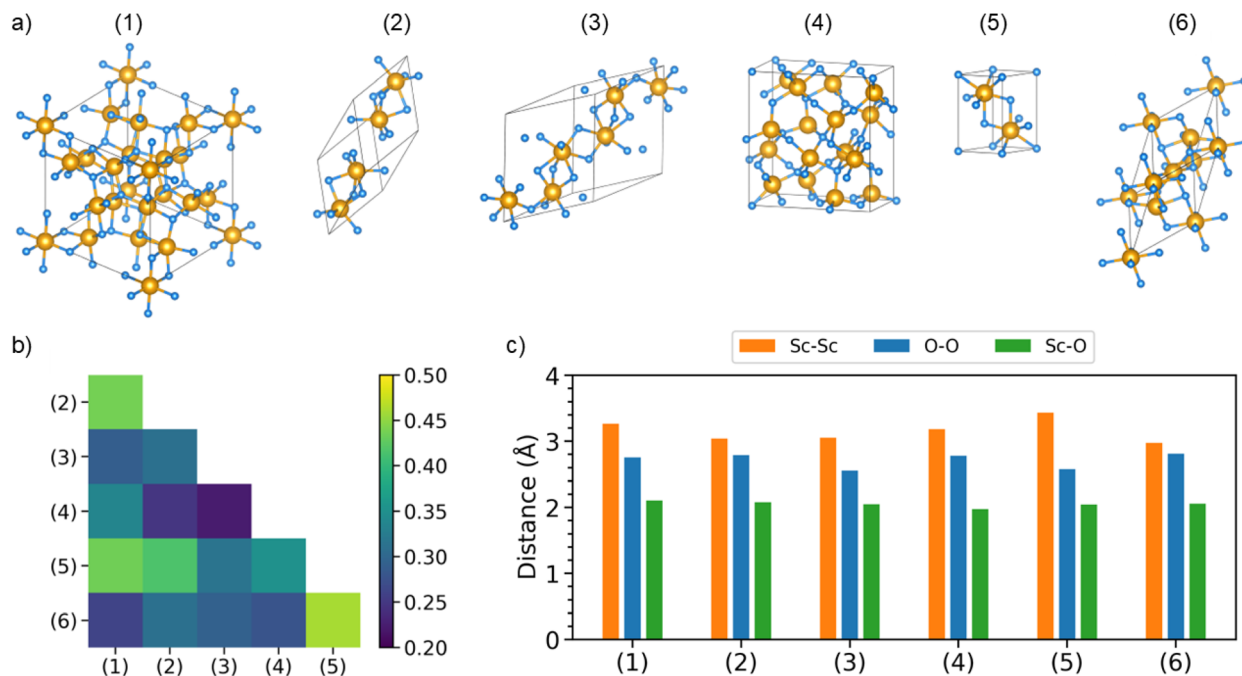 a) (1) (2) (3) (4) (5) (6)
b)
(2)
(3)
(4)
(5)
(6)
(1) (2) (3) (4) (5)
0.50
0.45
0.40
0.35
0.30
0.25
0.20
c)
Sc-Sc O-O Sc-O
Distance (Å)
4
3
2
1
0
(1) (2) (3) (4) (5) (6)